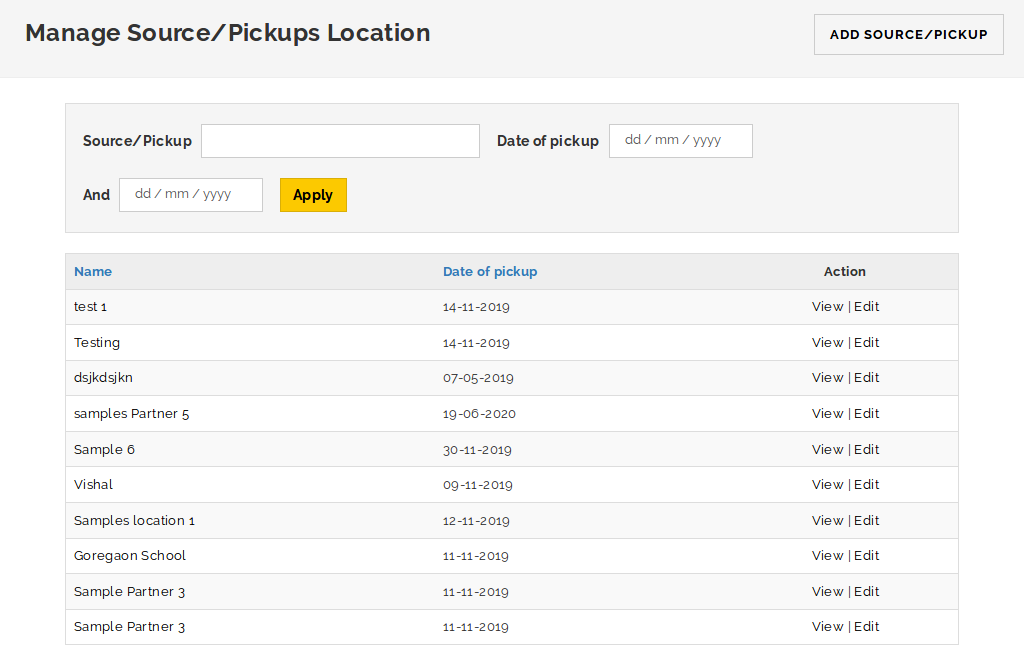 Manage Source/Pickups Location
ADD SOURCE/PICKUP
Source/Pickup Date of pickup dd / mm / yyyy
And dd / mm / yyyy Apply
Name Date of pickup Action
test 1 14-11-2019 View | Edit
Testing 14-11-2019 View | Edit
dsjkdsjkn 07-05-2019 View | Edit
samples Partner 5 19-06-2020 View | Edit
Sample 6 30-11-2019 View | Edit
Vishal 09-11-2019 View | Edit
Samples location 1 12-11-2019 View | Edit
Goregaon School 11-11-2019 View | Edit
Sample Partner 3 11-11-2019 View | Edit
Sample Partner 3 11-11-2019 View | Edit